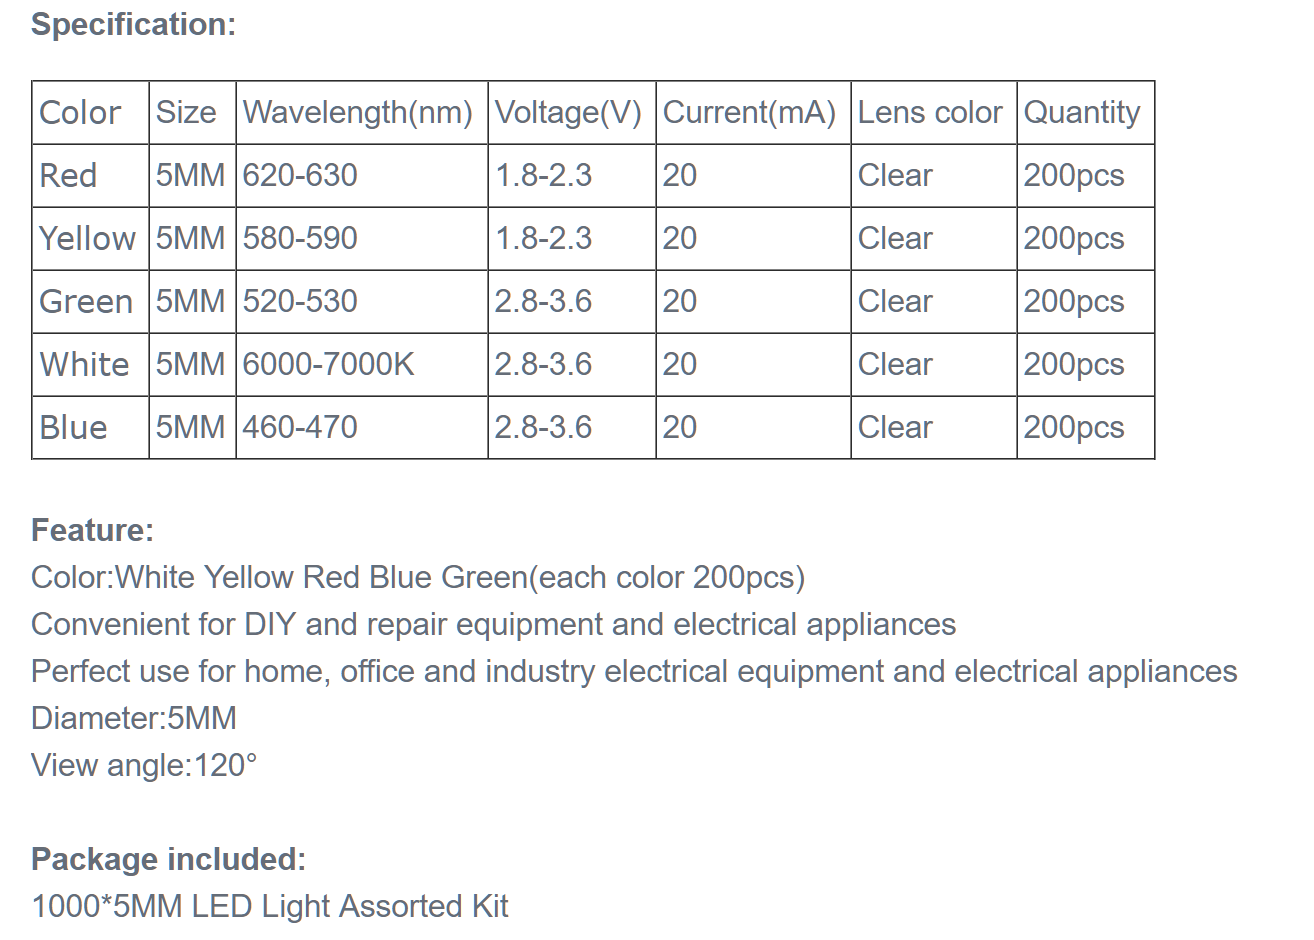 Specification:
Color Size Wavelength(nm) Voltage(V) Current(mA) Lens color Quantity
Red 5MM 620-630 1.8-2.3 20 Clear 200pcs
Yellow 5MM 580-590 1.8-2.3 20 Clear 200pcs
Green 5MM 520-530 2.8-3.6 20 Clear 200pcs
White 5MM 6000-7000K 2.8-3.6 20 Clear 200pcs
Blue 5MM 460-470 2.8-3.6 20 Clear 200pcs
Feature:
Color:White Yellow Red Blue Green(each color 200pcs)
Convenient for DIY and repair equipment and electrical appliances
Perfect use for home, office and industry electrical equipment and electrical appliances
Diameter:5MM
View angle:120°
Package included:
1000*5MM LED Light Assorted Kit